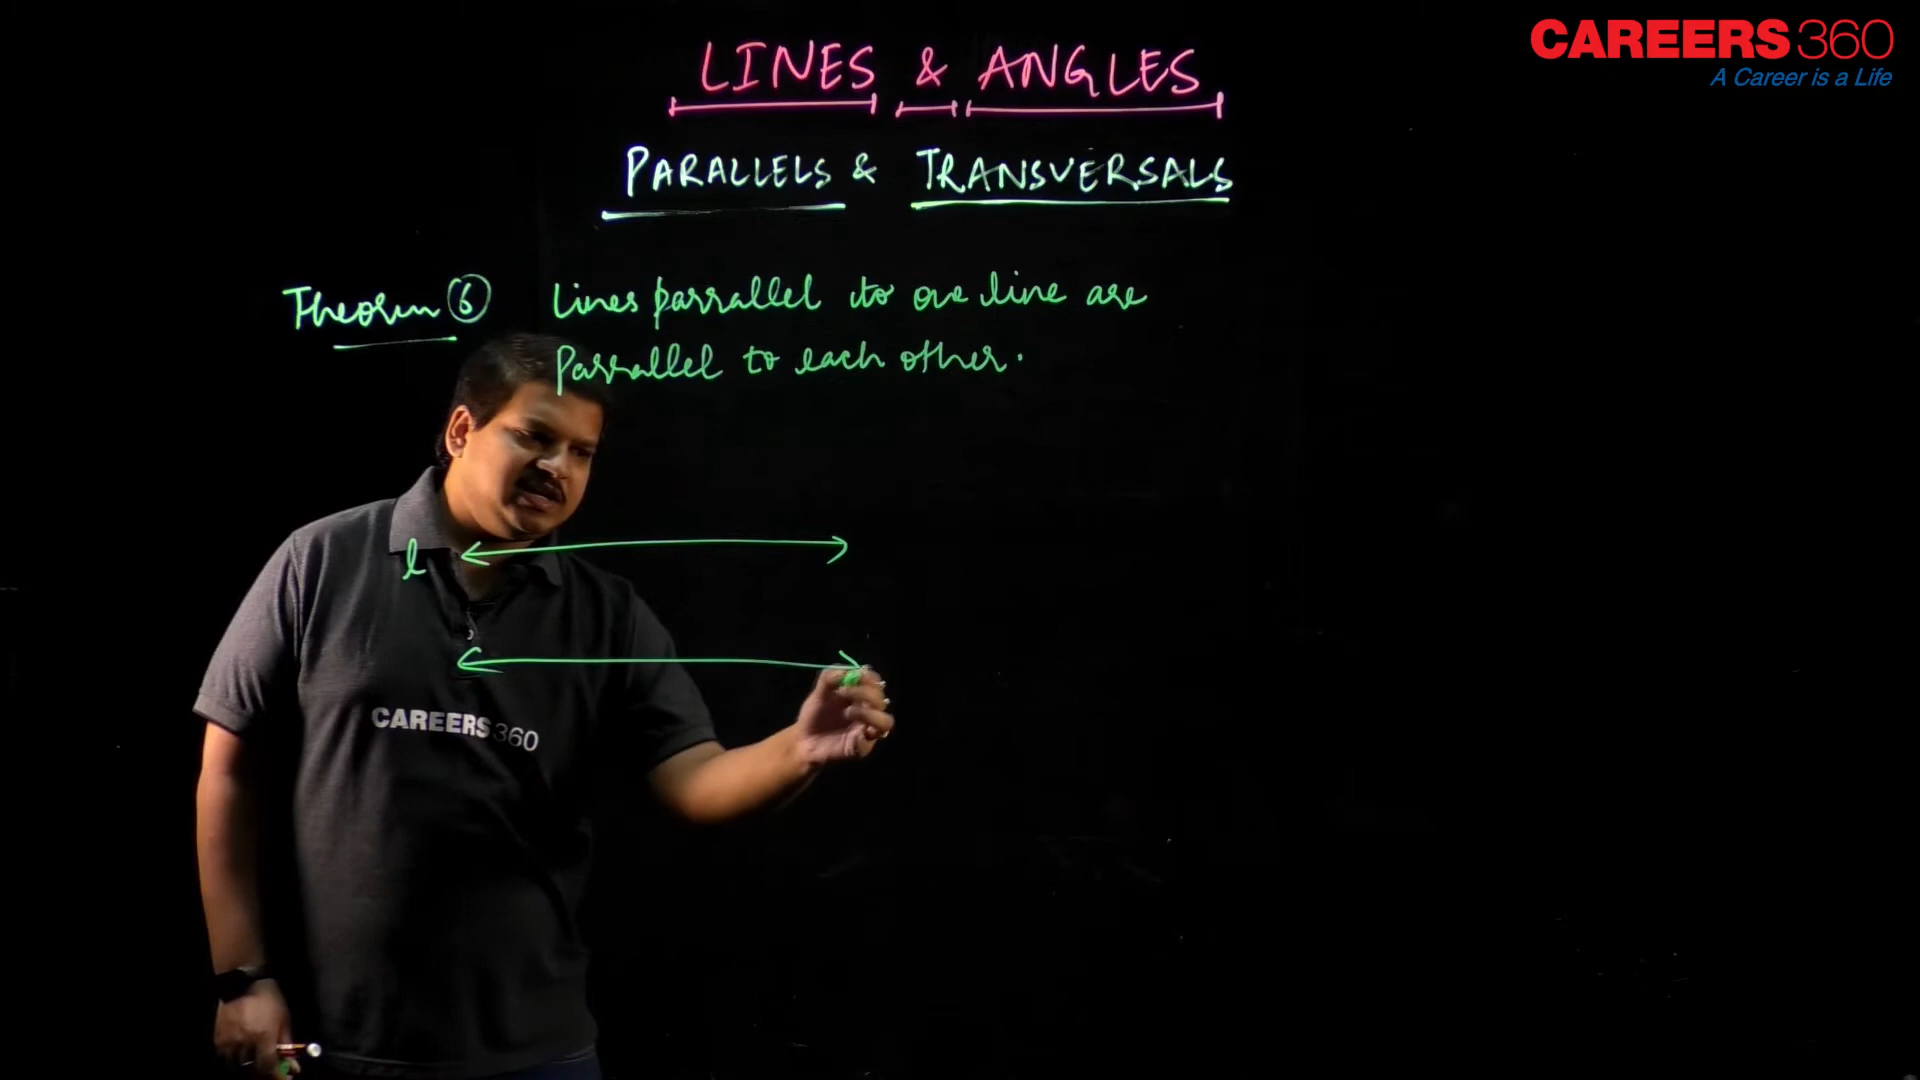 CAREERS360
A Career is a Life
LINES & ANGLES
PARALLELS & TRANSVERSALS
Theorem 6 Lines parrallel to one line are
parrallel to each other.
l
CAREERS360